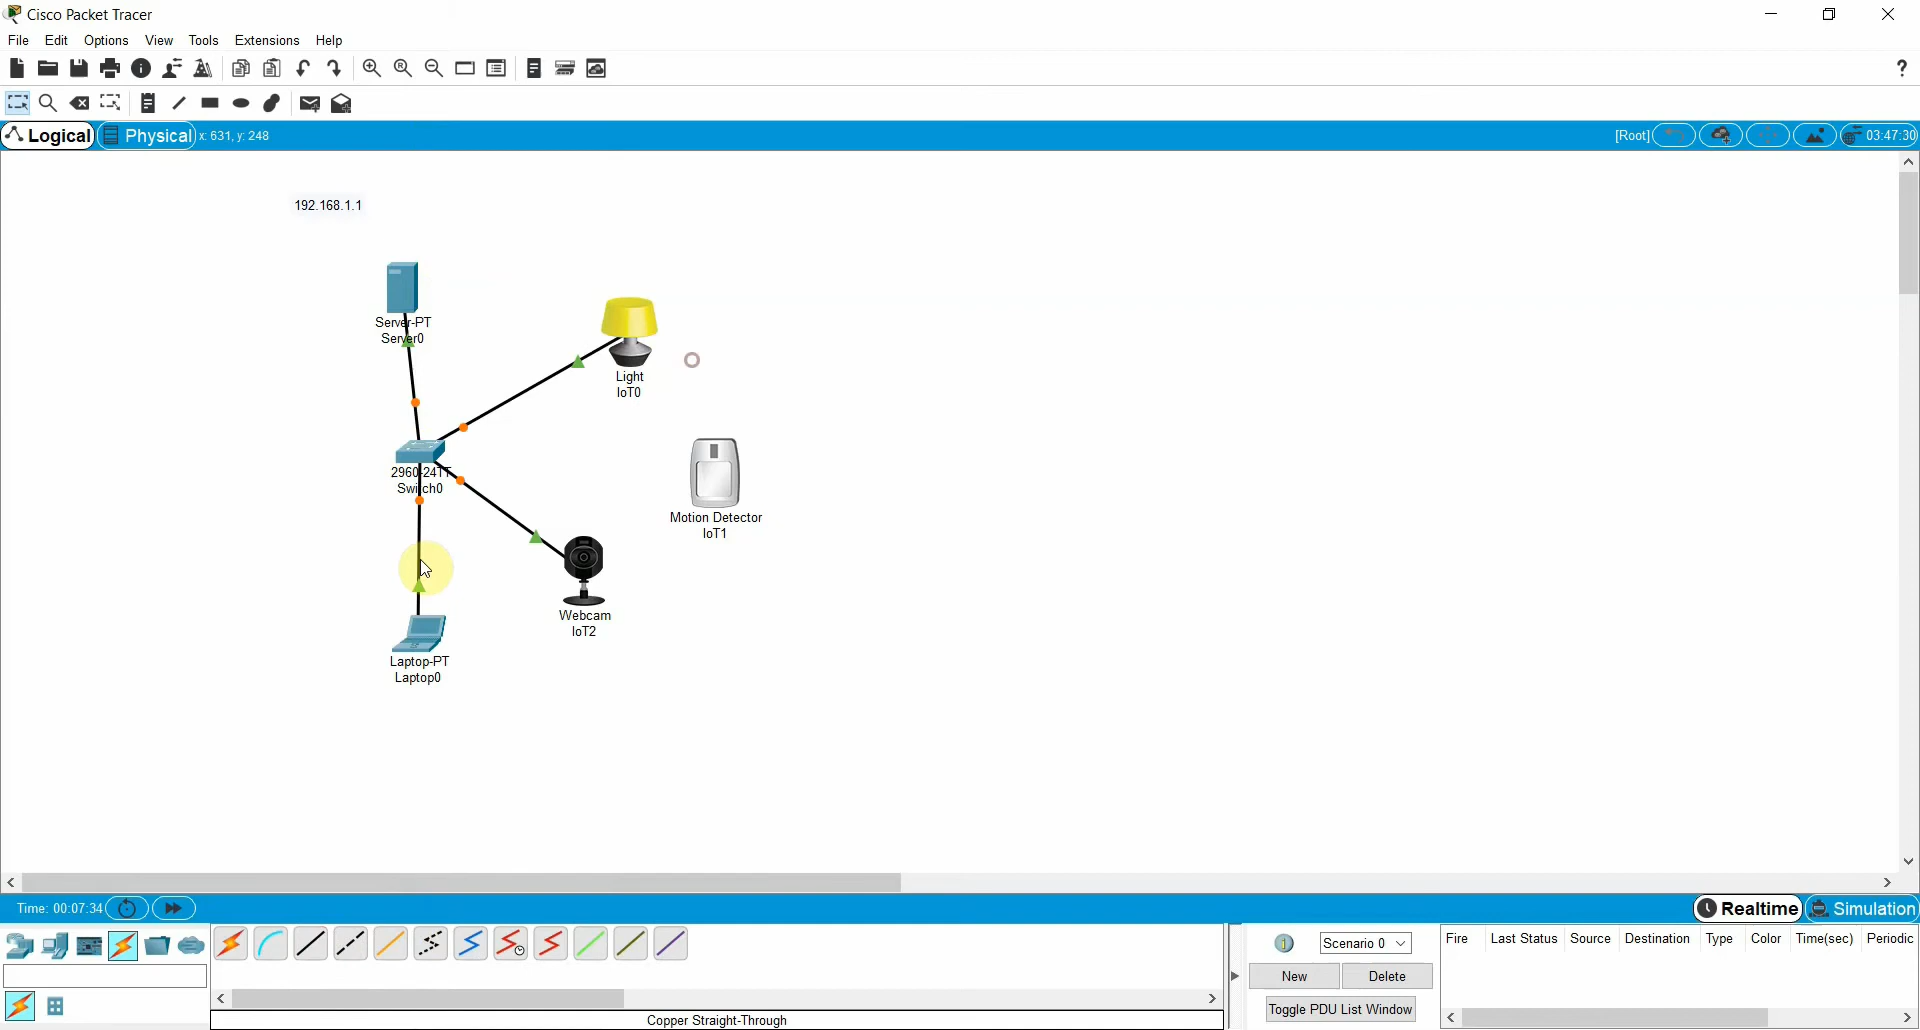 Cisco Packet Tracer
File Edit Options View Tools Extensions Help
Logical Physical x: 631, y: 248 [Root] 03:47:30
192.168.1.1
Server-PT
Server0
Light
IoT0
2960-24TT
Switch0
Motion Detector
IoT1
Webcam
IoT2
Laptop-PT
Laptop0
Time: 00:07:34 Realtime Simulation
Scenario 0 Fire Last Status Source Destination Type Color Time(sec) Periodic
New Delete
Toggle PDU List Window
Copper Straight-Through